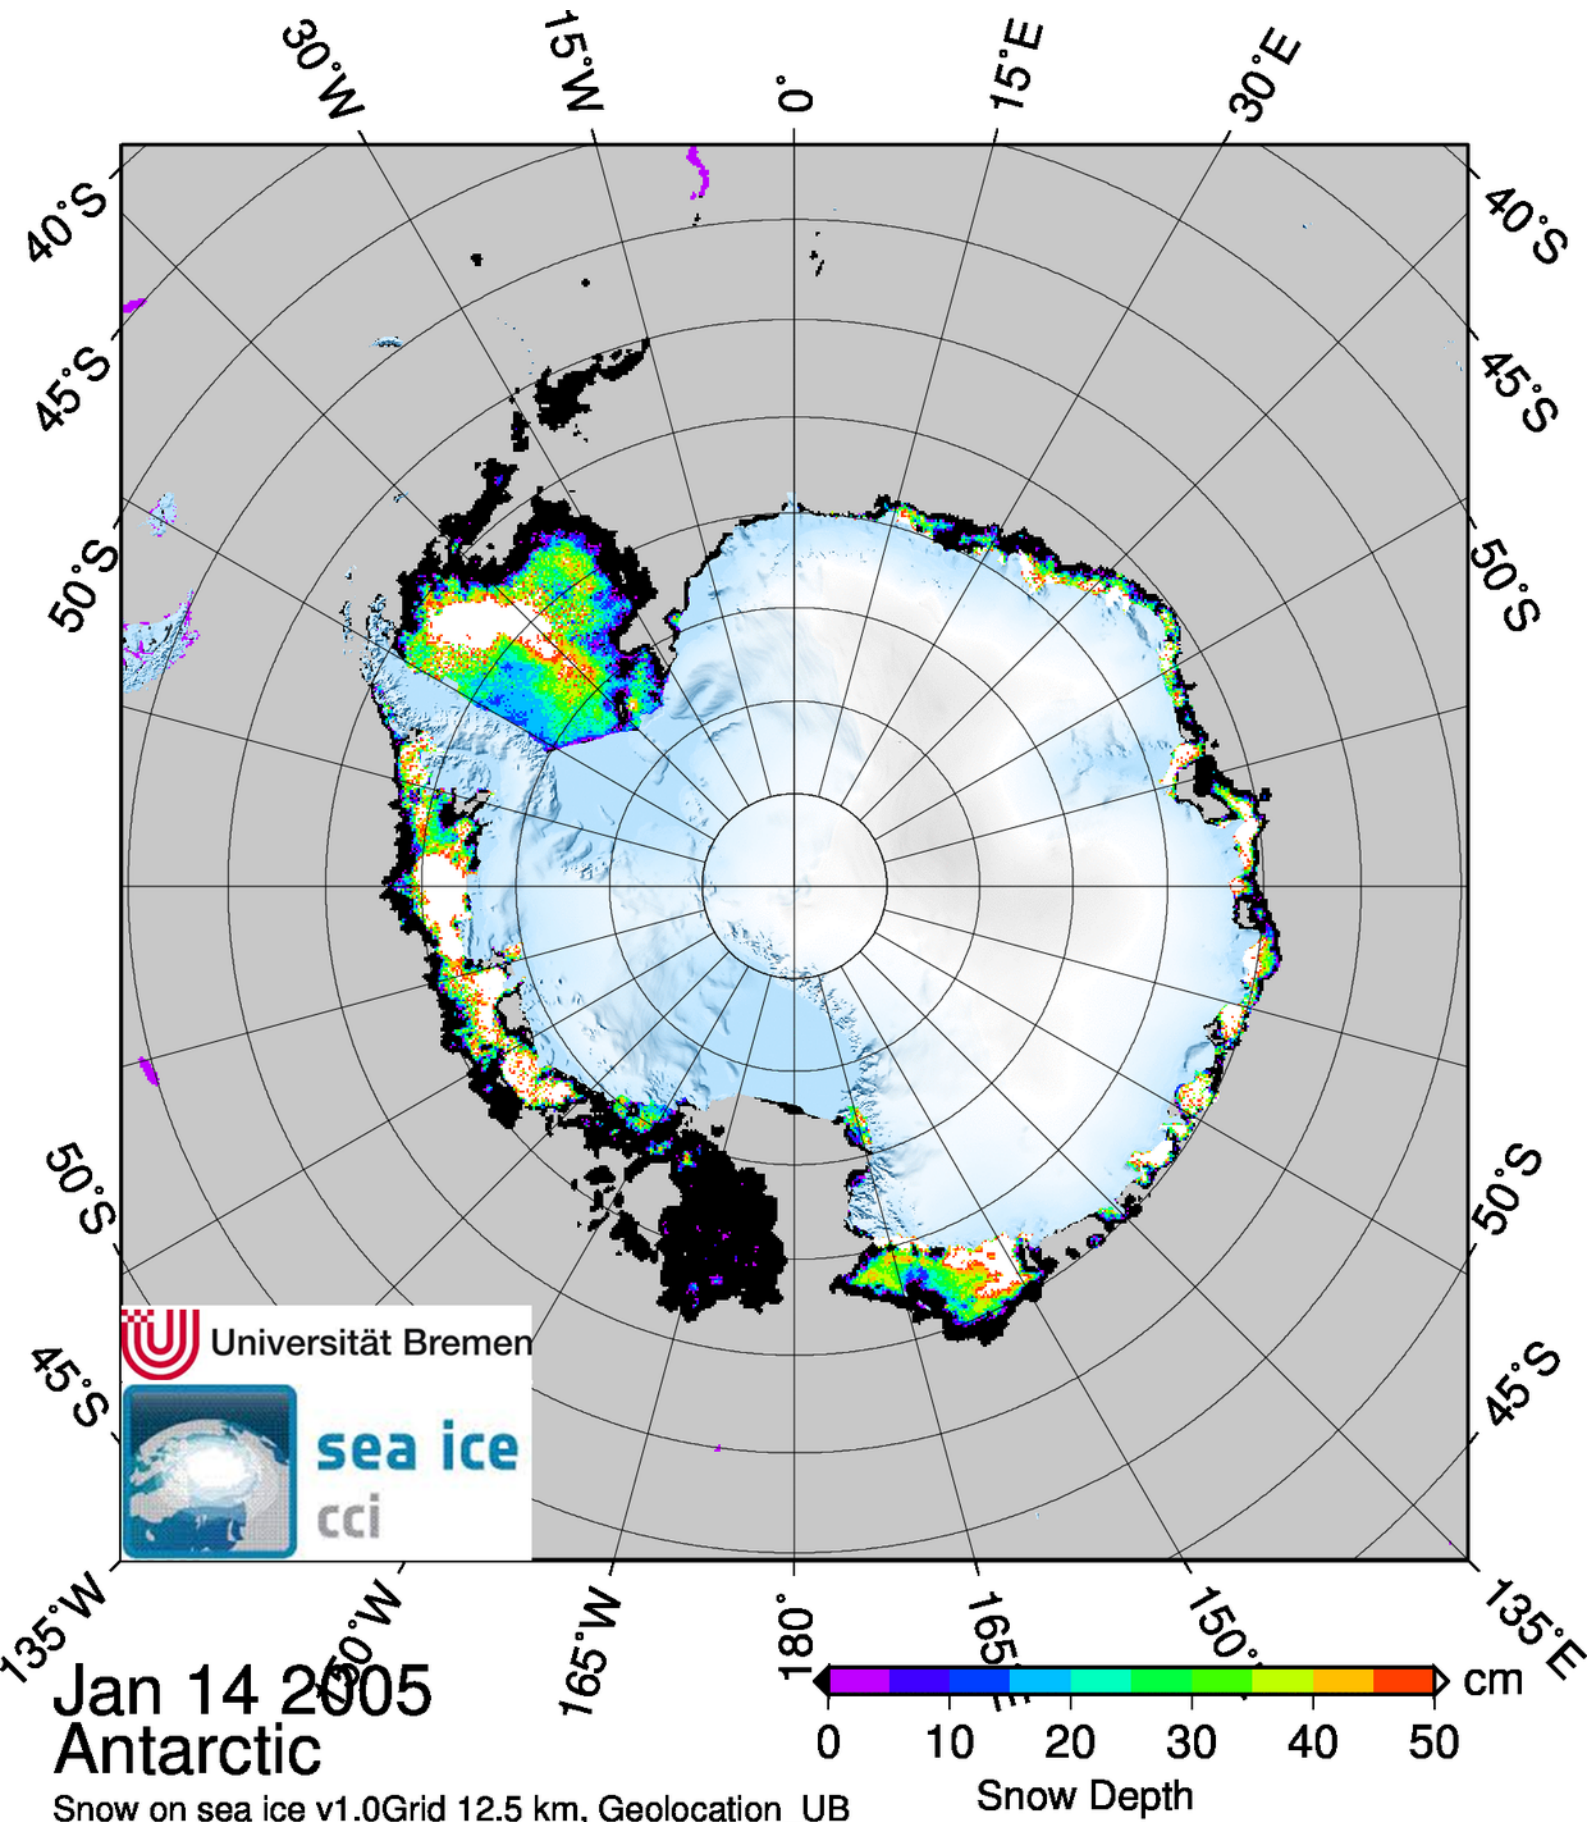 30°W 15°W 0° 15°E 30°E
40°S 40°S
45°S 45°S
50°S 50°S
50°S 50°S
45°S 45°S
Universität Bremen
sea ice
cci
135°W 150°W 165°W 180° 165°E 150° 135°E
Jan 14 2005
Antarctic
Snow on sea ice v1.0Grid 12.5 km, Geolocation UB
cm
0 10 20 30 40 50
Snow Depth